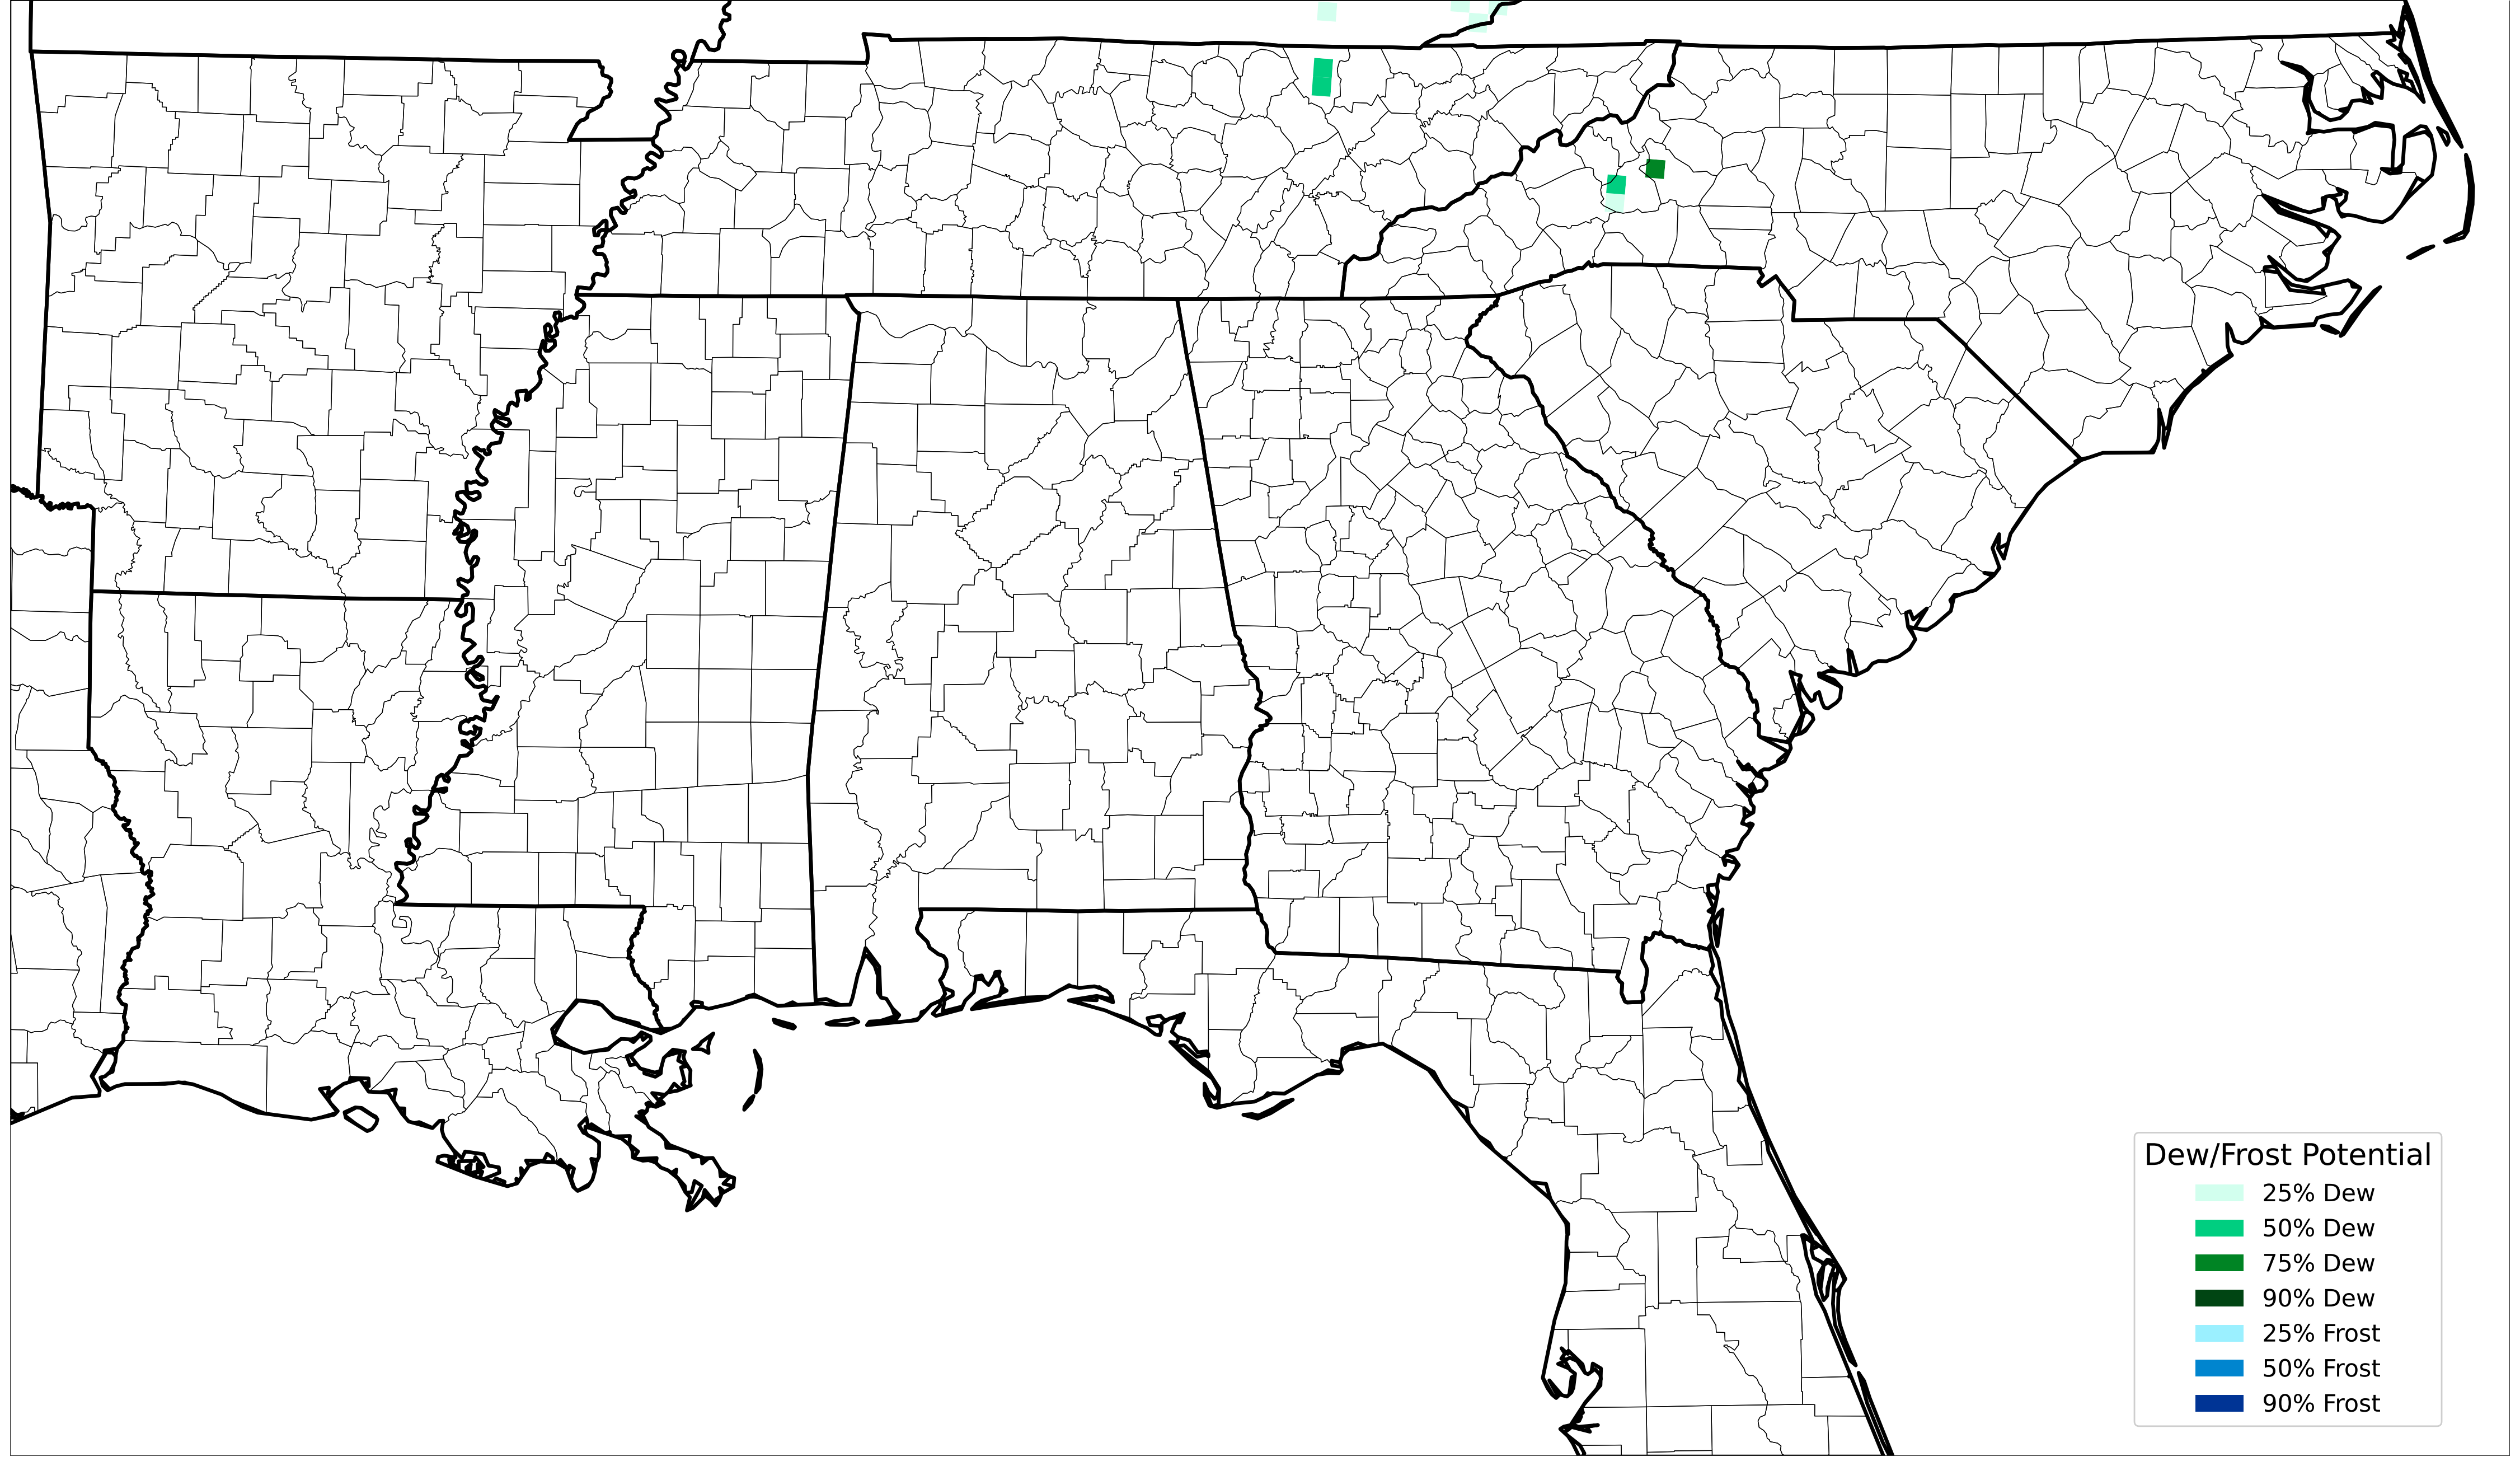 Dew/Frost Potential
25% Dew
50% Dew
75% Dew
90% Dew
25% Frost
50% Frost
90% Frost